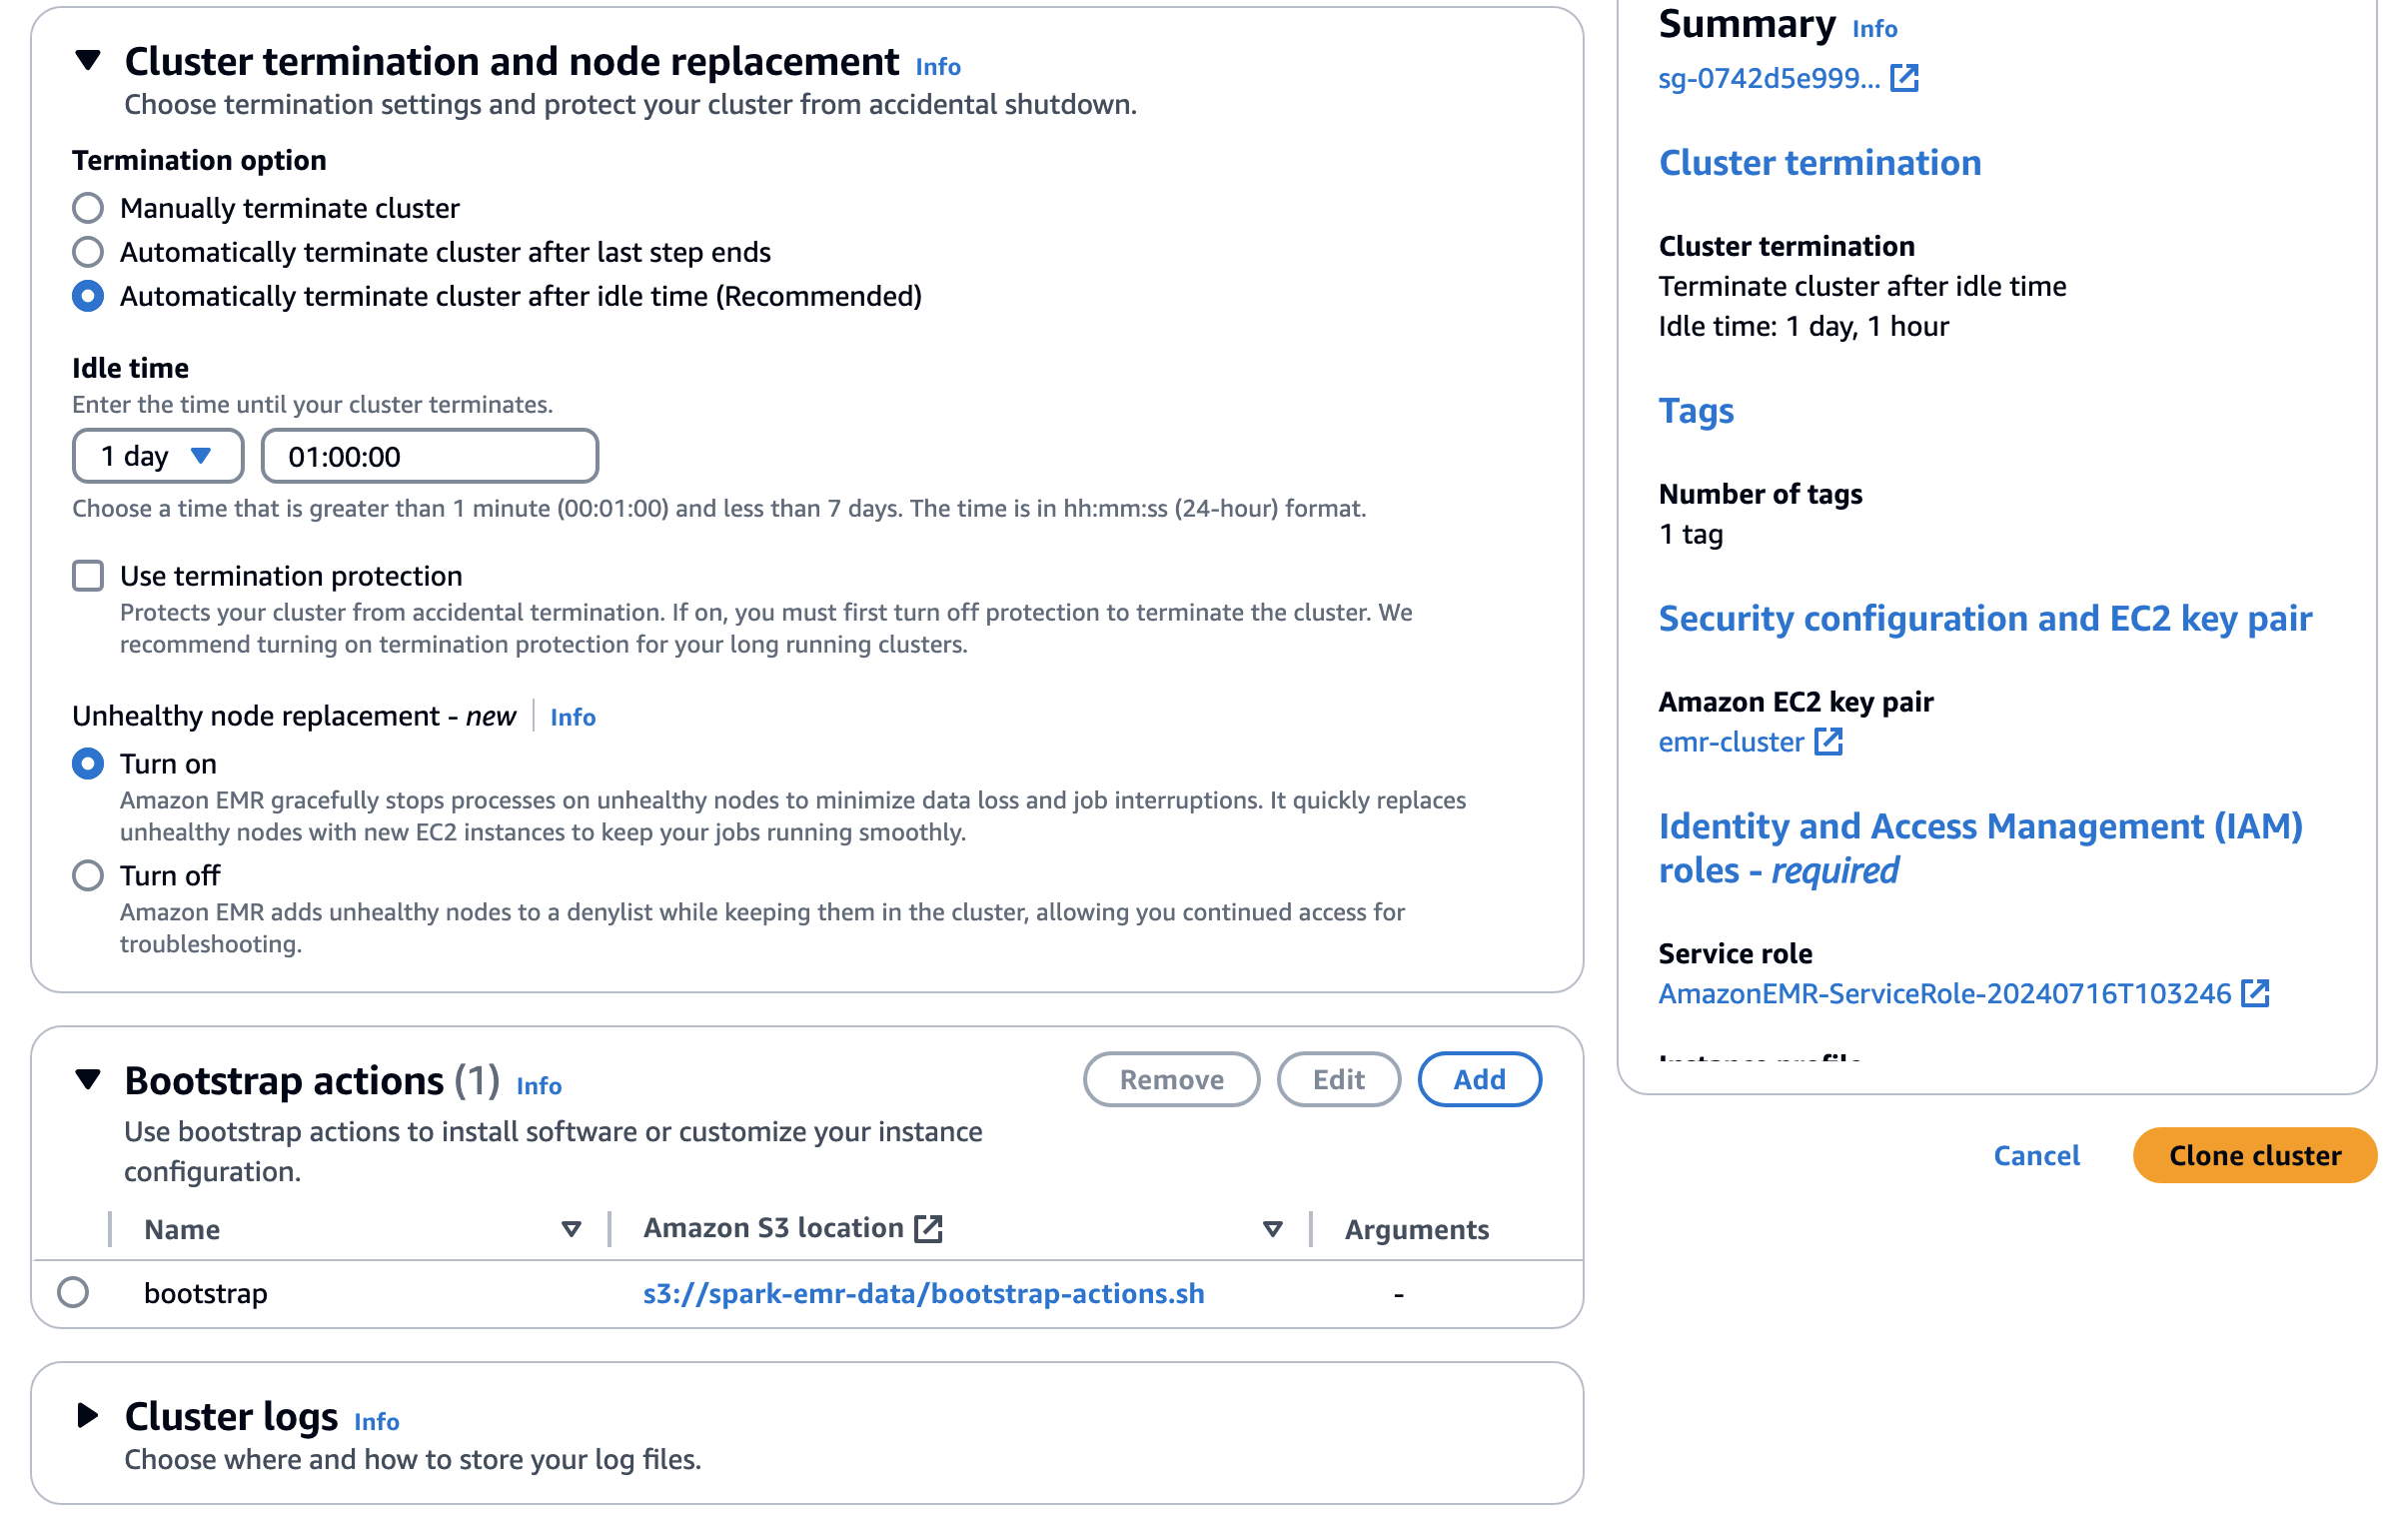 Cluster termination and node replacement Info
Choose termination settings and protect your cluster from accidental shutdown.
Termination option
Manually terminate cluster
Automatically terminate cluster after last step ends
Automatically terminate cluster after idle time (Recommended)
Idle time
Enter the time until your cluster terminates.
1 day 01:00:00
Choose a time that is greater than 1 minute (00:01:00) and less than 7 days. The time is in hh:mm:ss (24-hour) format.
Use termination protection
Protects your cluster from accidental termination. If on, you must first turn off protection to terminate the cluster. We
recommend turning on termination protection for your long running clusters.
Unhealthy node replacement - new Info
Turn on
Amazon EMR gracefully stops processes on unhealthy nodes to minimize data loss and job interruptions. It quickly replaces
unhealthy nodes with new EC2 instances to keep your jobs running smoothly.
Turn off
Amazon EMR adds unhealthy nodes to a denylist while keeping them in the cluster, allowing you continued access for
troubleshooting.
Bootstrap actions (1) Info
Remove Edit Add
Use bootstrap actions to install software or customize your instance
configuration.
Name Amazon S3 location Arguments
bootstrap s3://spark-emr-data/bootstrap-actions.sh -
Cluster logs Info
Choose where and how to store your log files.
Summary Info
sg-0742d5e999...
Cluster termination
Cluster termination
Terminate cluster after idle time
Idle time: 1 day, 1 hour
Tags
Number of tags
1 tag
Security configuration and EC2 key pair
Amazon EC2 key pair
emr-cluster
Identity and Access Management (IAM)
roles - required
Service role
AmazonEMR-ServiceRole-20240716T103246
Cancel Clone cluster